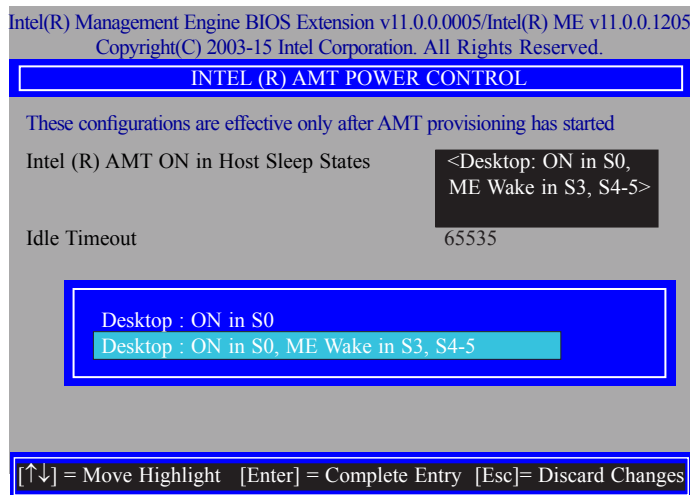 Intel(R) Management Engine BIOS Extension v11.0.0.0005/Intel(R) ME v11.0.0.1205
Copyright(C) 2003-15 Intel Corporation. All Rights Reserved.
INTEL (R) AMT POWER CONTROL
These configurations are effective only after AMT provisioning has started
Intel (R) AMT ON in Host Sleep States <Desktop: ON in S0,
ME Wake in S3, S4-5>
Idle Timeout 65535
Desktop : ON in S0
Desktop : ON in S0, ME Wake in S3, S4-5
[↑↓] = Move Highlight [Enter] = Complete Entry [Esc]= Discard Changes